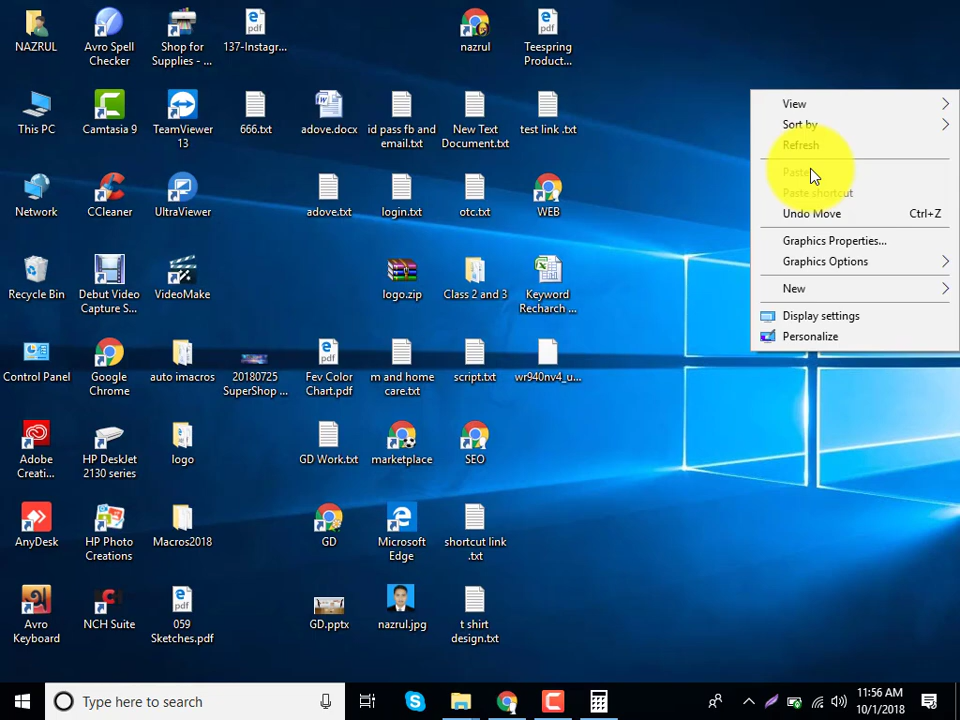 NAZRUL
Avro Spell
Checker
Shop for
Supplies - ...
137-Instagr...
nazrul
Teespring
Product...
This PC
Camtasia 9
TeamViewer
13
666.txt
adove.docx
id pass fb and
email.txt
New Text
Document.txt
test link .txt
Network
CCleaner
UltraViewer
adove.txt
login.txt
otc.txt
WEB
Recycle Bin
Debut Video
Capture S...
VideoMake
logo.zip
Class 2 and 3
Keyword
Recharch ...
Control Panel
Google
Chrome
auto imacros
20180725
SuperShop ...
Fev Color
Chart.pdf
m and home
care.txt
script.txt
wr940nv4_u...
Adobe
Creati...
HP DeskJet
2130 series
logo
GD Work.txt
marketplace
SEO
AnyDesk
HP Photo
Creations
Macros2018
GD
Microsoft
Edge
shortcut link
.txt
Avro
Keyboard
NCH Suite
059
Sketches.pdf
GD.pptx
nazrul.jpg
t shirt
design.txt
View
Sort by
Refresh
Paste
Paste shortcut
Undo Move Ctrl+Z
Graphics Properties...
Graphics Options
New
Display settings
Personalize
Type here to search
11:56 AM
10/1/2018